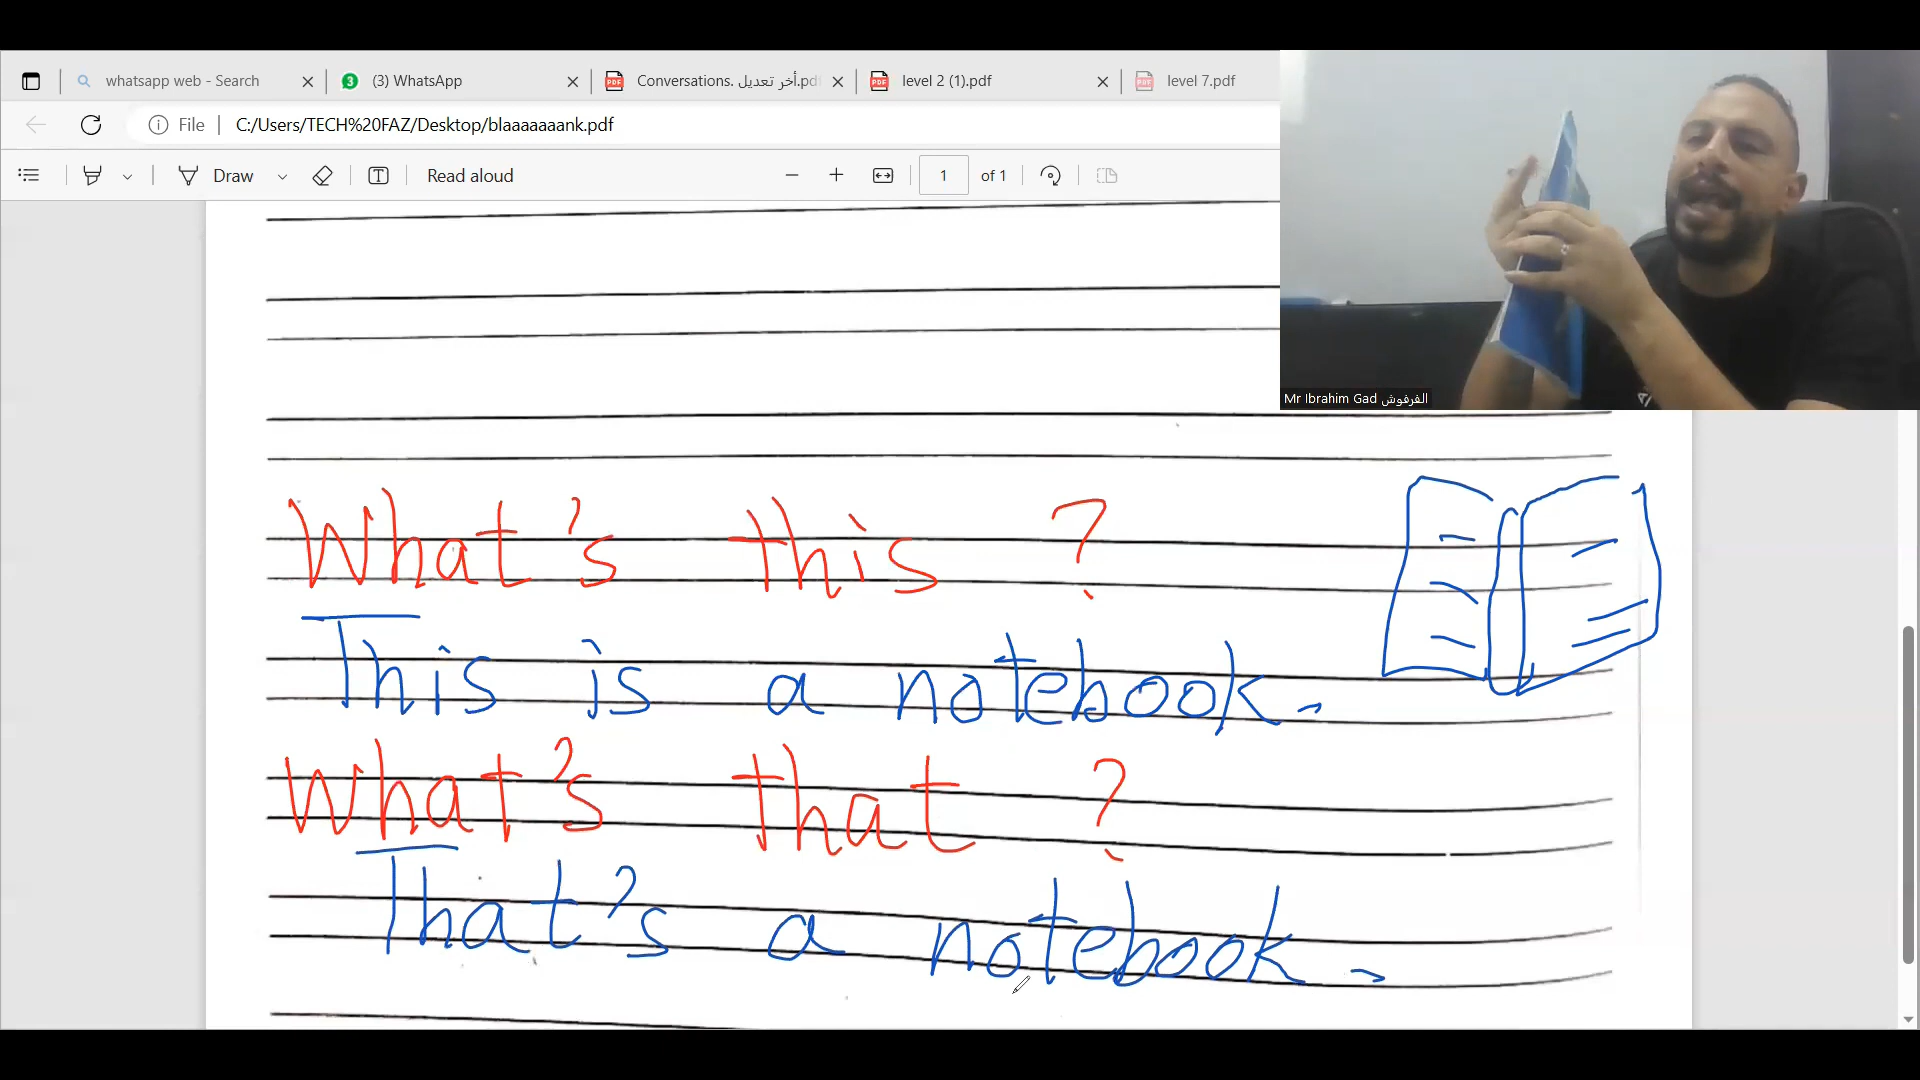 whatsapp web - Search
(3) WhatsApp
Conversations. أخر تعديل.pd
level 2 (1).pdf
level 7.pdf
File
C:/Users/TECH%20FAZ/Desktop/blaaaaaaank.pdf
Draw
Read aloud
1 of 1
Mr Ibrahim Gad الفرفوش
What's this ?
This is a notebook.
What's that ?
That's a notebook.